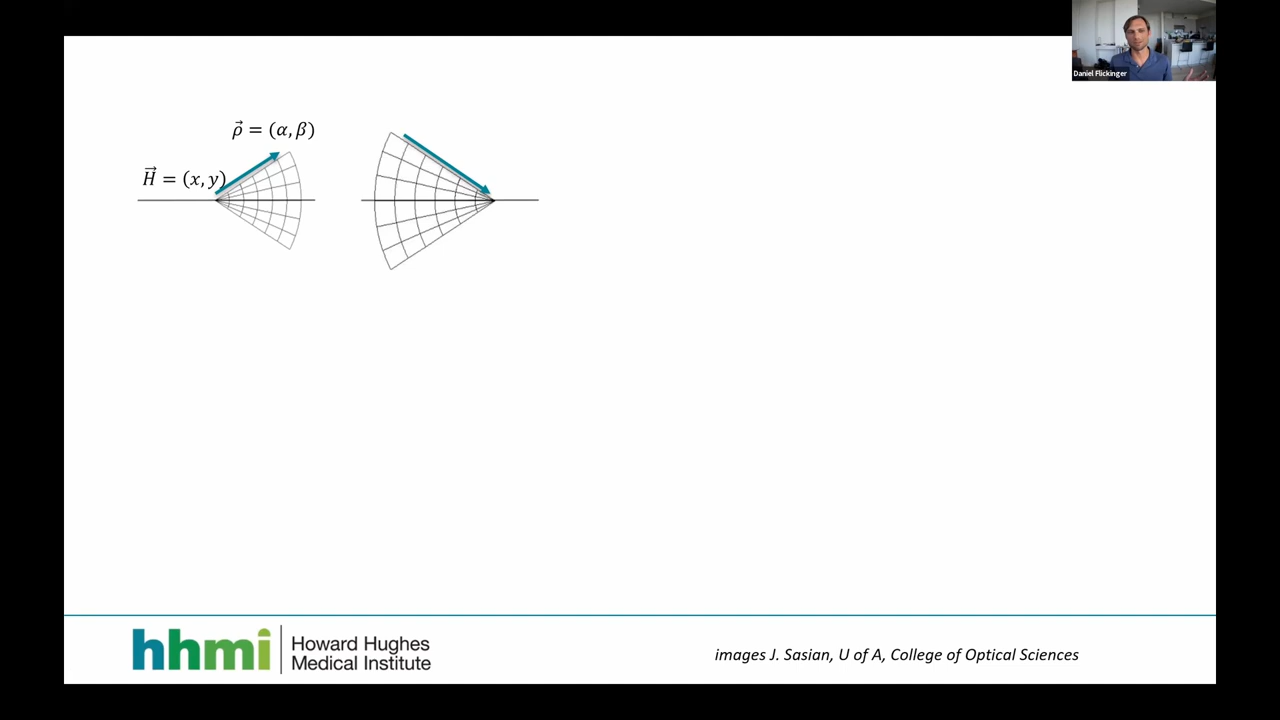 Daniel Flickinger
ρ⃗ = (α, β)
H⃗ = (x, y)
hhmi
Howard Hughes
Medical Institute
images J. Sasian, U of A, College of Optical Sciences